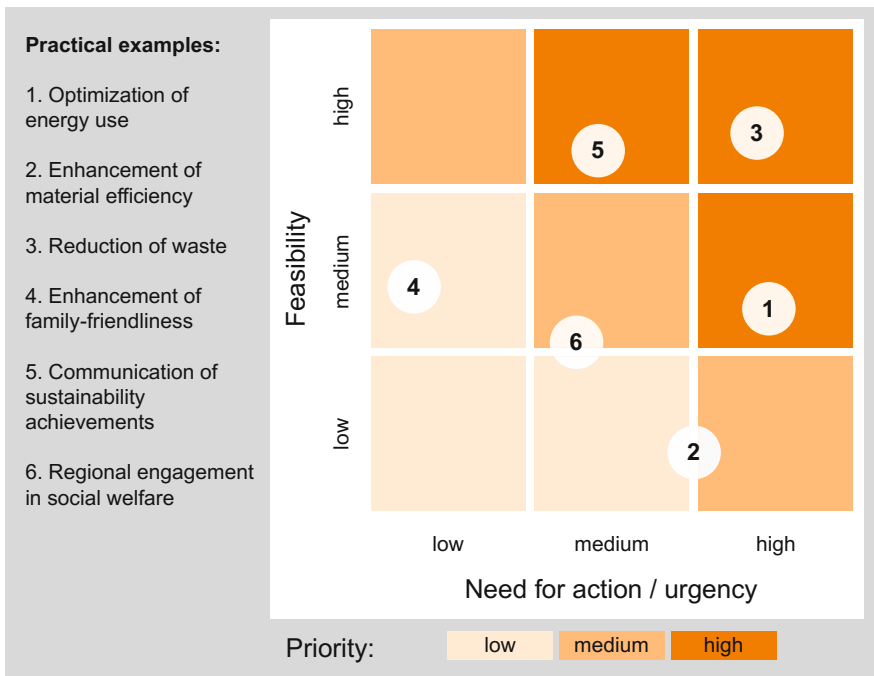 Practical examples:
1. Optimization of
energy use
2. Enhancement of
material efficiency
3. Reduction of waste
4. Enhancement of
family-friendliness
5. Communication of
sustainability
achievements
6. Regional engagement
in social welfare
Feasibility
high
medium
low
5
3
4
1
6
2
low
medium
high
Need for action / urgency
Priority:
low
medium
high